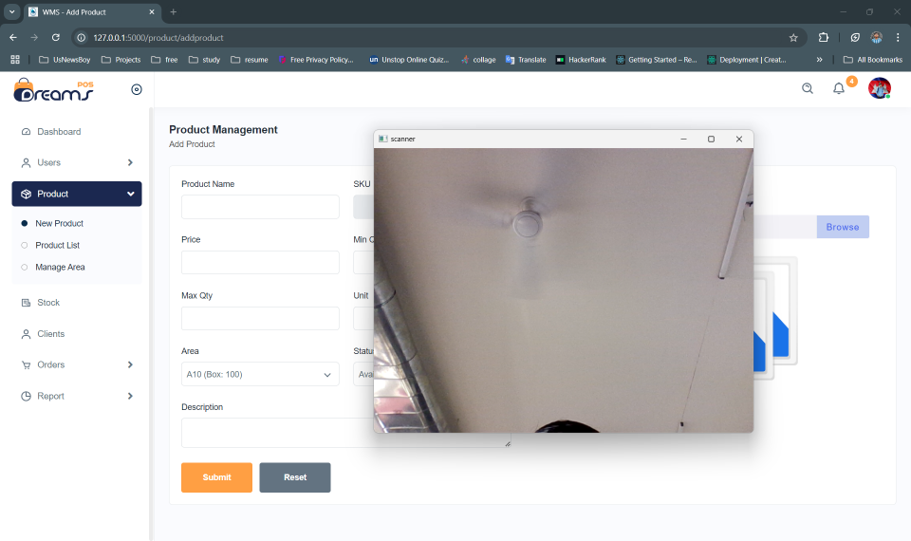 WMS - Add Product
127.0.0.1:5000/product/addproduct
UsNewsBoy
Projects
free
study
resume
Free Privacy Policy...
un Unstop Online Quiz...
collage
Translate
HackerRank
Getting Started – Re...
Deployment | Creat...
»
All Bookmarks
DREAMS POS
4
Dashboard
Users
Product
New Product
Product List
Manage Area
Stock
Clients
Orders
Report
Product Management
Add Product
scanner
Product Name
SKU
Browse
Price
Min Q
Max Qty
Unit
Area
Statu
A10 (Box: 100)
Avai
Description
Submit
Reset